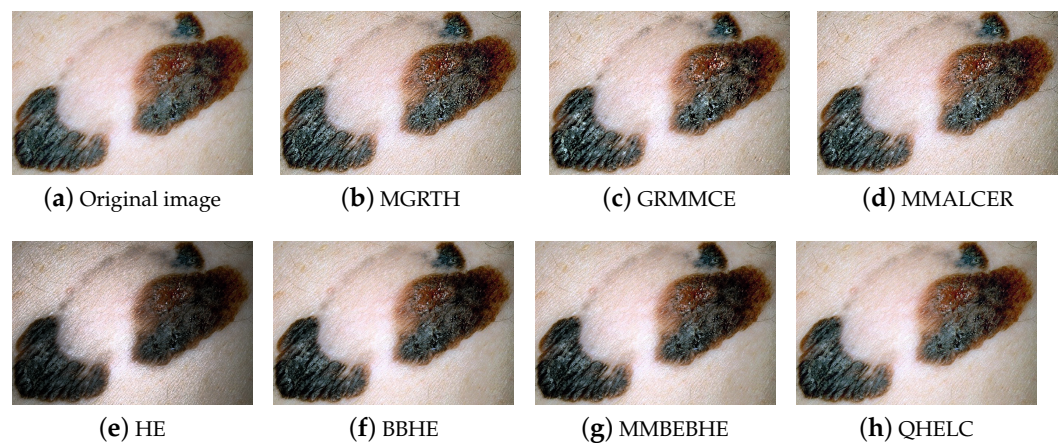 (a) Original image
(b) MGRTH
(c) GRMMCE
(d) MMALCER
(e) HE
(f) BBHE
(g) MMBEBHE
(h) QHELC